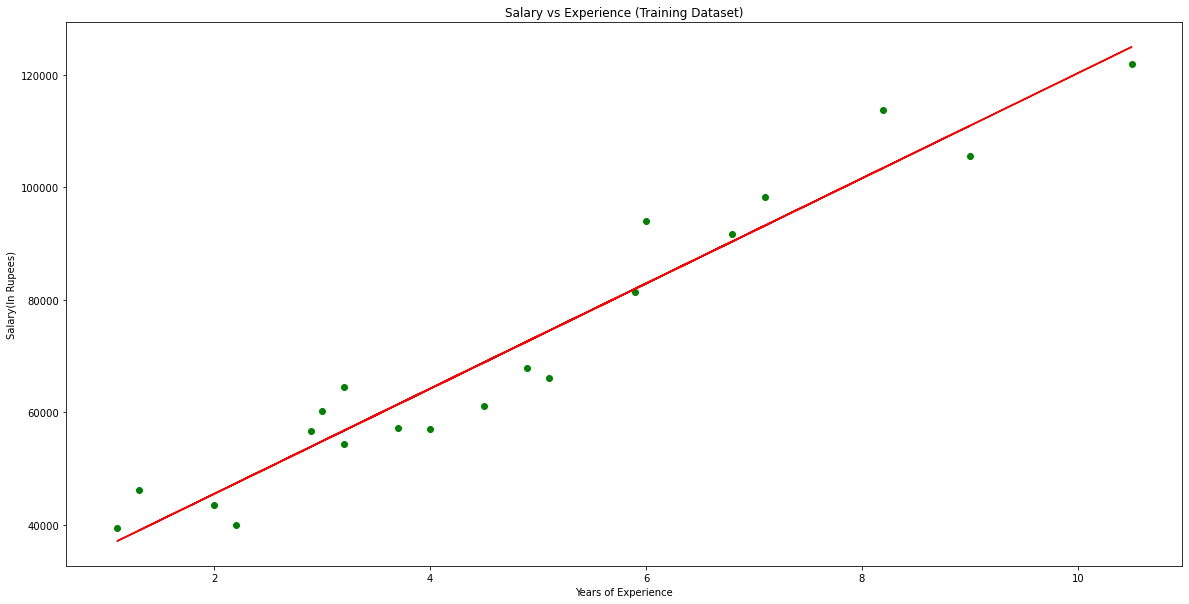 Salary vs Experience (Training Dataset)
120000
100000
80000
60000
40000
Salary(In Rupees)
2 4 6 8 10
Years of Experience